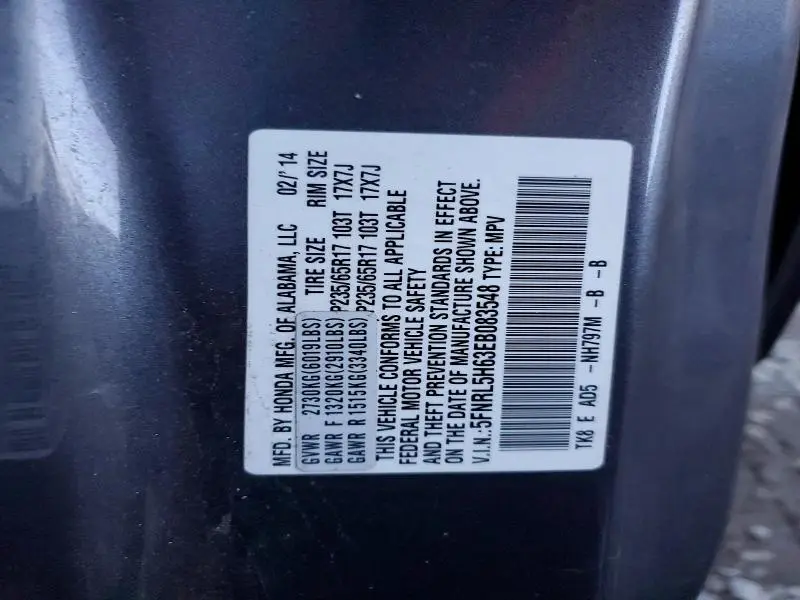 MFD. BY HONDA MFG. OF ALABAMA, LLC 02/'14
GVWR 2730KG(6019LBS) TIRE SIZE RIM SIZE
GAWR F 1320KG(2910LBS) P235/65R17 103T 17X7J
GAWR R 1515KG(3340LBS) P235/65R17 103T 17X7J
THIS VEHICLE CONFORMS TO ALL APPLICABLE
FEDERAL MOTOR VEHICLE SAFETY
AND THEFT PREVENTION STANDARDS IN EFFECT
ON THE DATE OF MANUFACTURE SHOWN ABOVE.
V.I.N.:5FNRL5H63EB083548 TYPE: MPV
TK8 E AD5 -NH797M -B -B